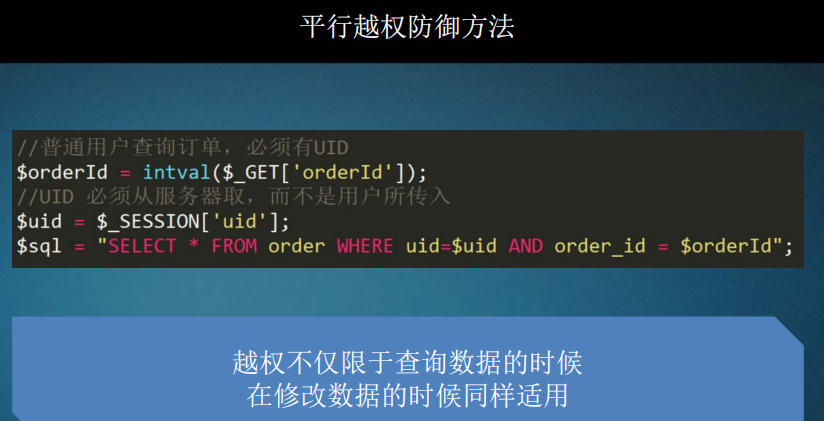 平行越权防御方法
//普通用户查询订单，必须有UID
$orderId = intval($_GET['orderId']);
//UID 必须从服务器取，而不是用户所传入
$uid = $_SESSION['uid'];
$sql = "SELECT * FROM order WHERE uid=$uid AND order_id = $orderId";
越权不仅限于查询数据的时候
在修改数据的时候同样适用